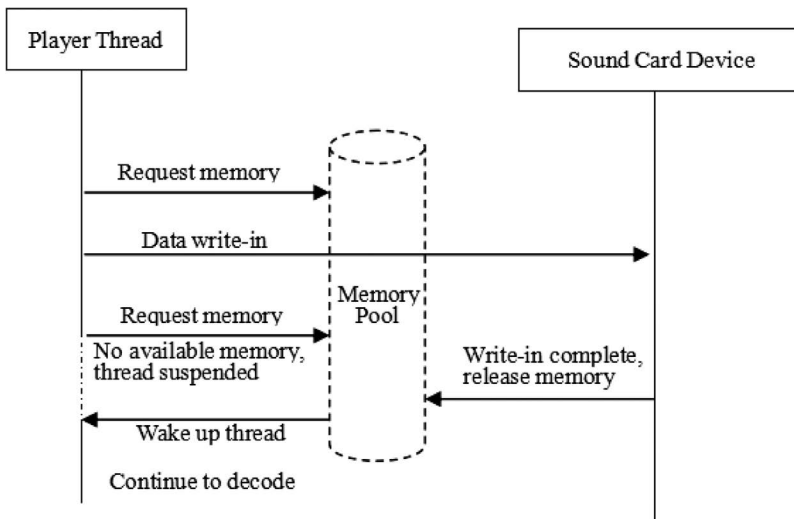 Player Thread
Sound Card Device
Request memory
Data write-in
Memory
Pool
Request memory
No available memory,
thread suspended
Write-in complete,
release memory
Wake up thread
Continue to decode